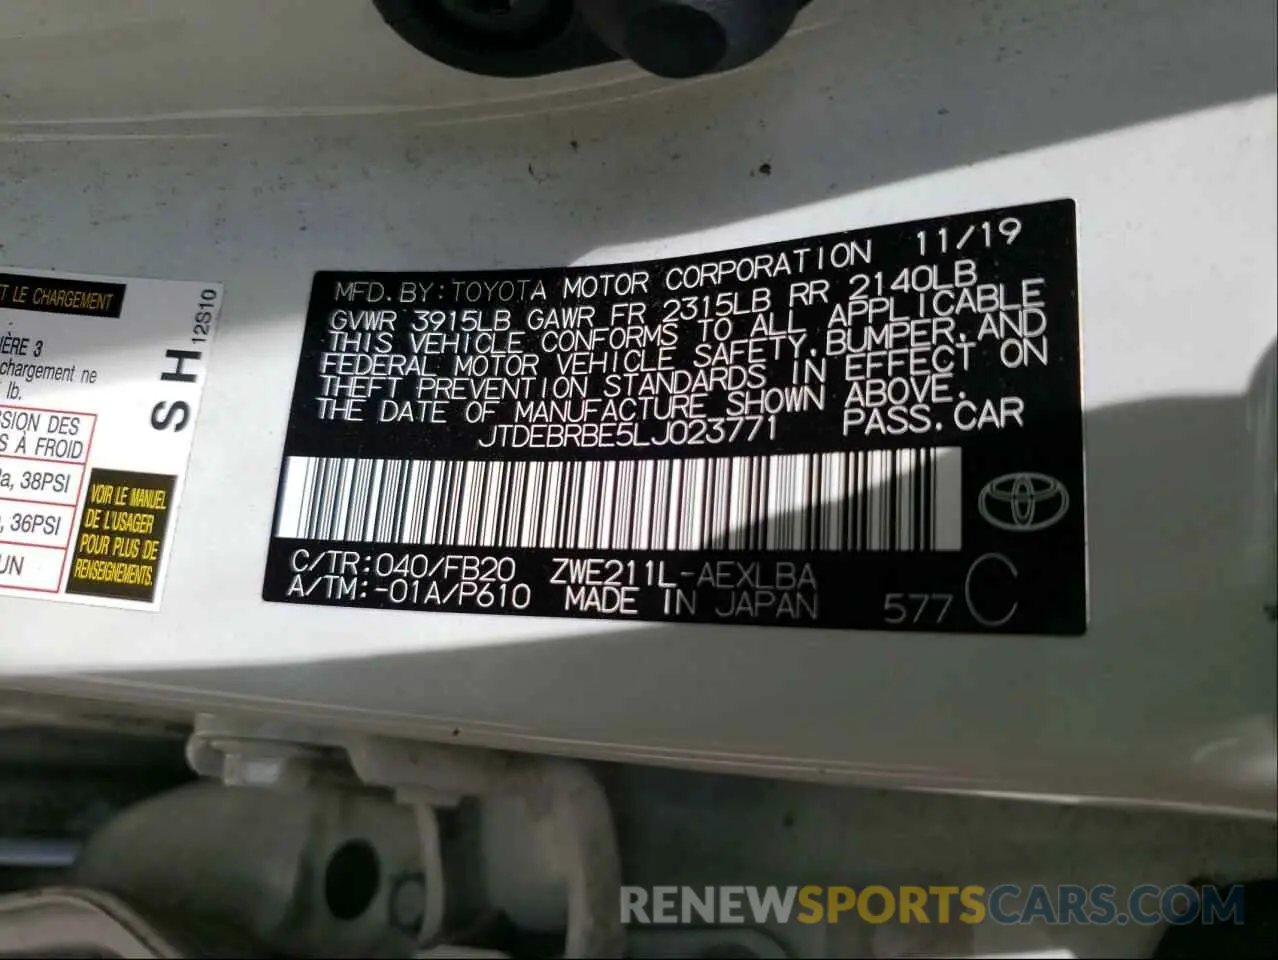 MFD. BY: TOYOTA MOTOR CORPORATION 11/19
GVWR 3915LB GAWR FR 2315LB RR 2140LB
THIS VEHICLE CONFORMS TO ALL APPLICABLE
FEDERAL MOTOR VEHICLE SAFETY, BUMPER, AND
THEFT PREVENTION STANDARDS IN EFFECT ON
THE DATE OF MANUFACTURE SHOWN ABOVE.
JTDEBRBE5LJ023771 PASS. CAR
C/TR: 040/FB20 ZWE211L-AEXLBA
A/TM: -01A/P610 MADE IN JAPAN 577 C
T LE CHARGEMENT
IÈRE 3
chargement ne
lb.
SION DES
S À FROID
a, 38PSI
, 36PSI
UN
VOIR LE MANUEL
DE L'USAGER
POUR PLUS DE
RENSEIGNEMENTS.
S H 12S10
RENEWSPORTSCARS.COM